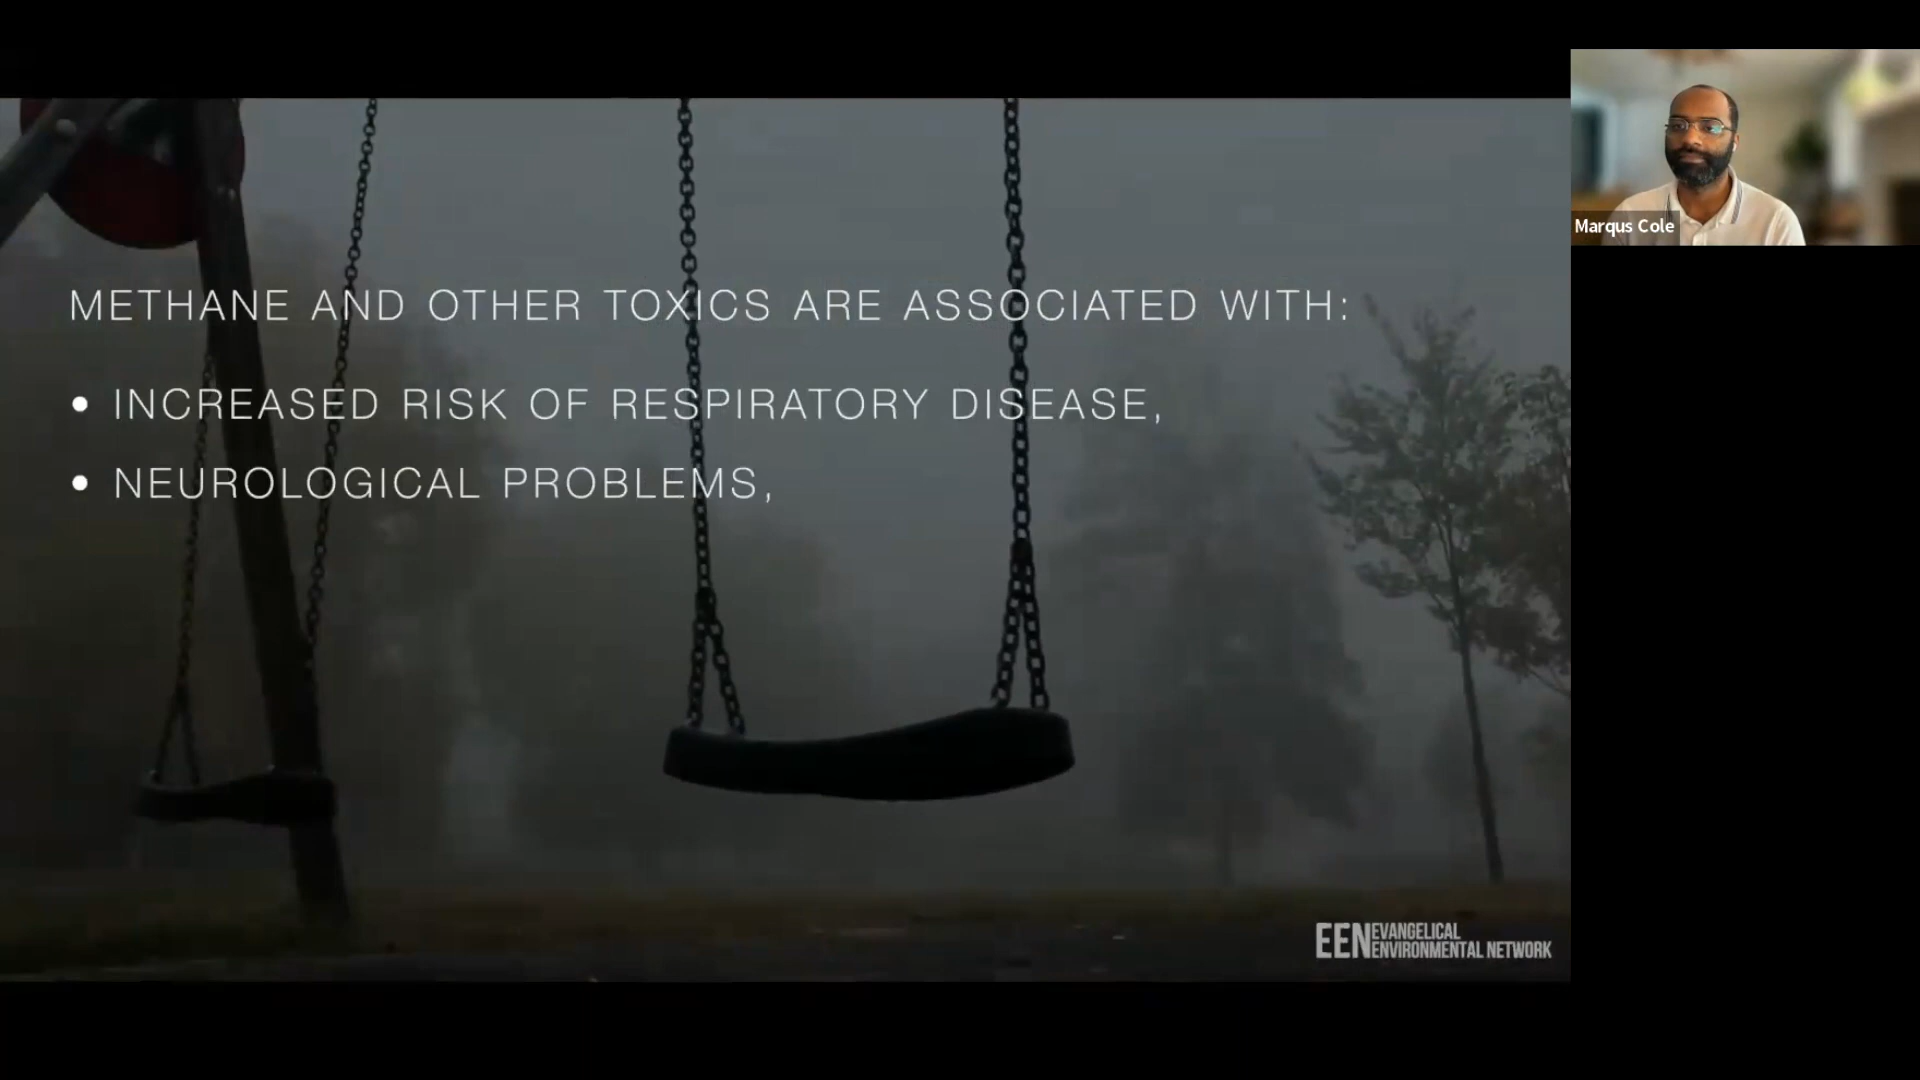 METHANE AND OTHER TOXICS ARE ASSOCIATED WITH:
• INCREASED RISK OF RESPIRATORY DISEASE,
• NEUROLOGICAL PROBLEMS,
Marqus Cole
EEN EVANGELICAL
ENVIRONMENTAL NETWORK